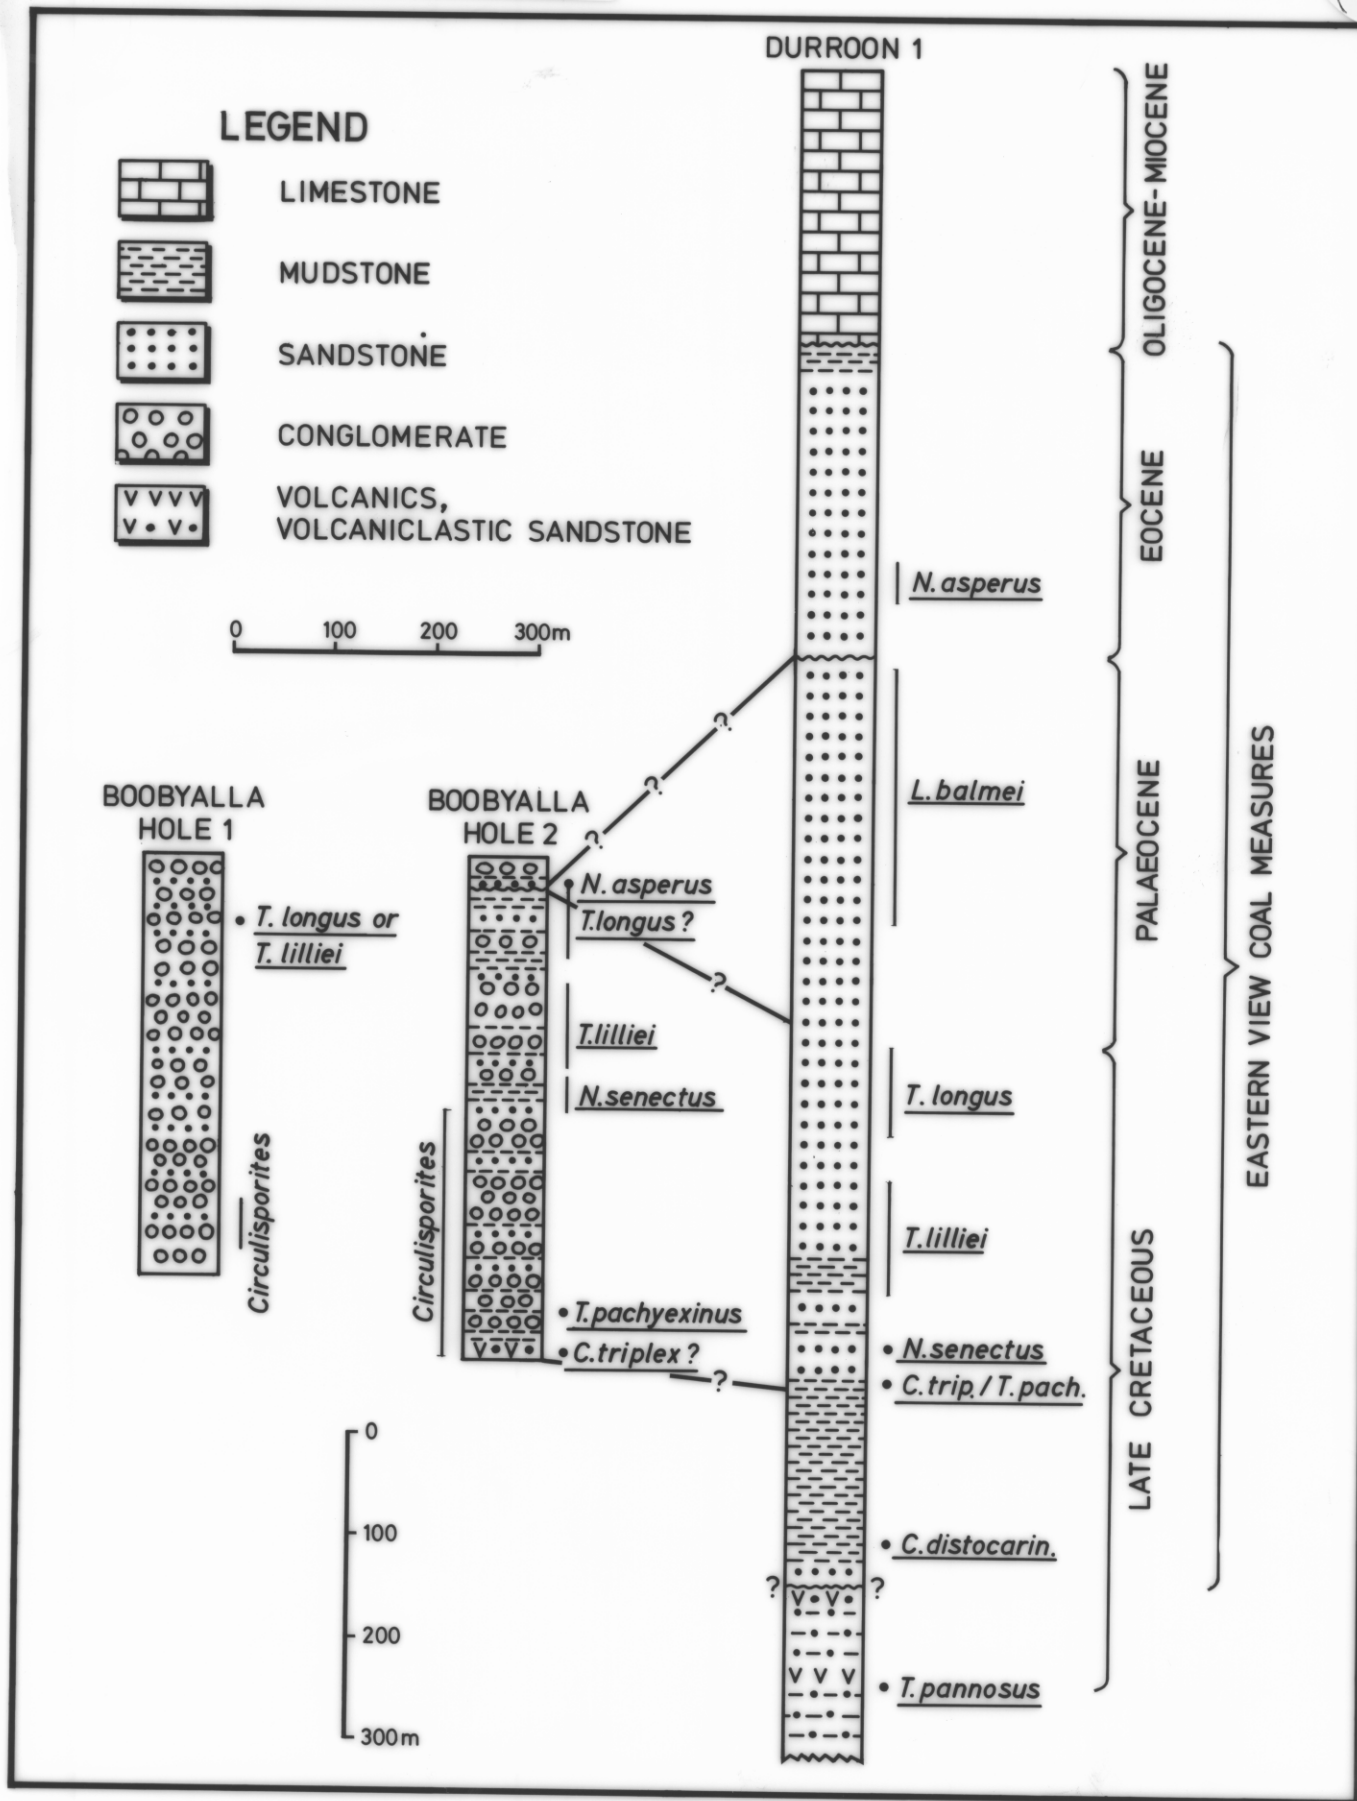 DURROON 1
LEGEND
LIMESTONE
MUDSTONE
SANDSTONE
CONGLOMERATE
VOLCANICS,
VOLCANICLASTIC SANDSTONE
0 100 200 300m
BOOBYALLA
HOLE 1
T. longus or
T. lilliei
Circulisporites
BOOBYALLA
HOLE 2
N. asperus
T. longus ?
T. lilliei
N. senectus
Circulisporites
T. pachyexinus
C. triplex ?
?
?
?
?
?
N. asperus
L. balmei
T. longus
T. lilliei
N. senectus
C. trip. / T. pach.
C. distocarin.
? ?
T. pannosus
OLIGOCENE-MIOCENE
EOCENE
PALAEOCENE
LATE CRETACEOUS
EASTERN VIEW COAL MEASURES
0
100
200
300m